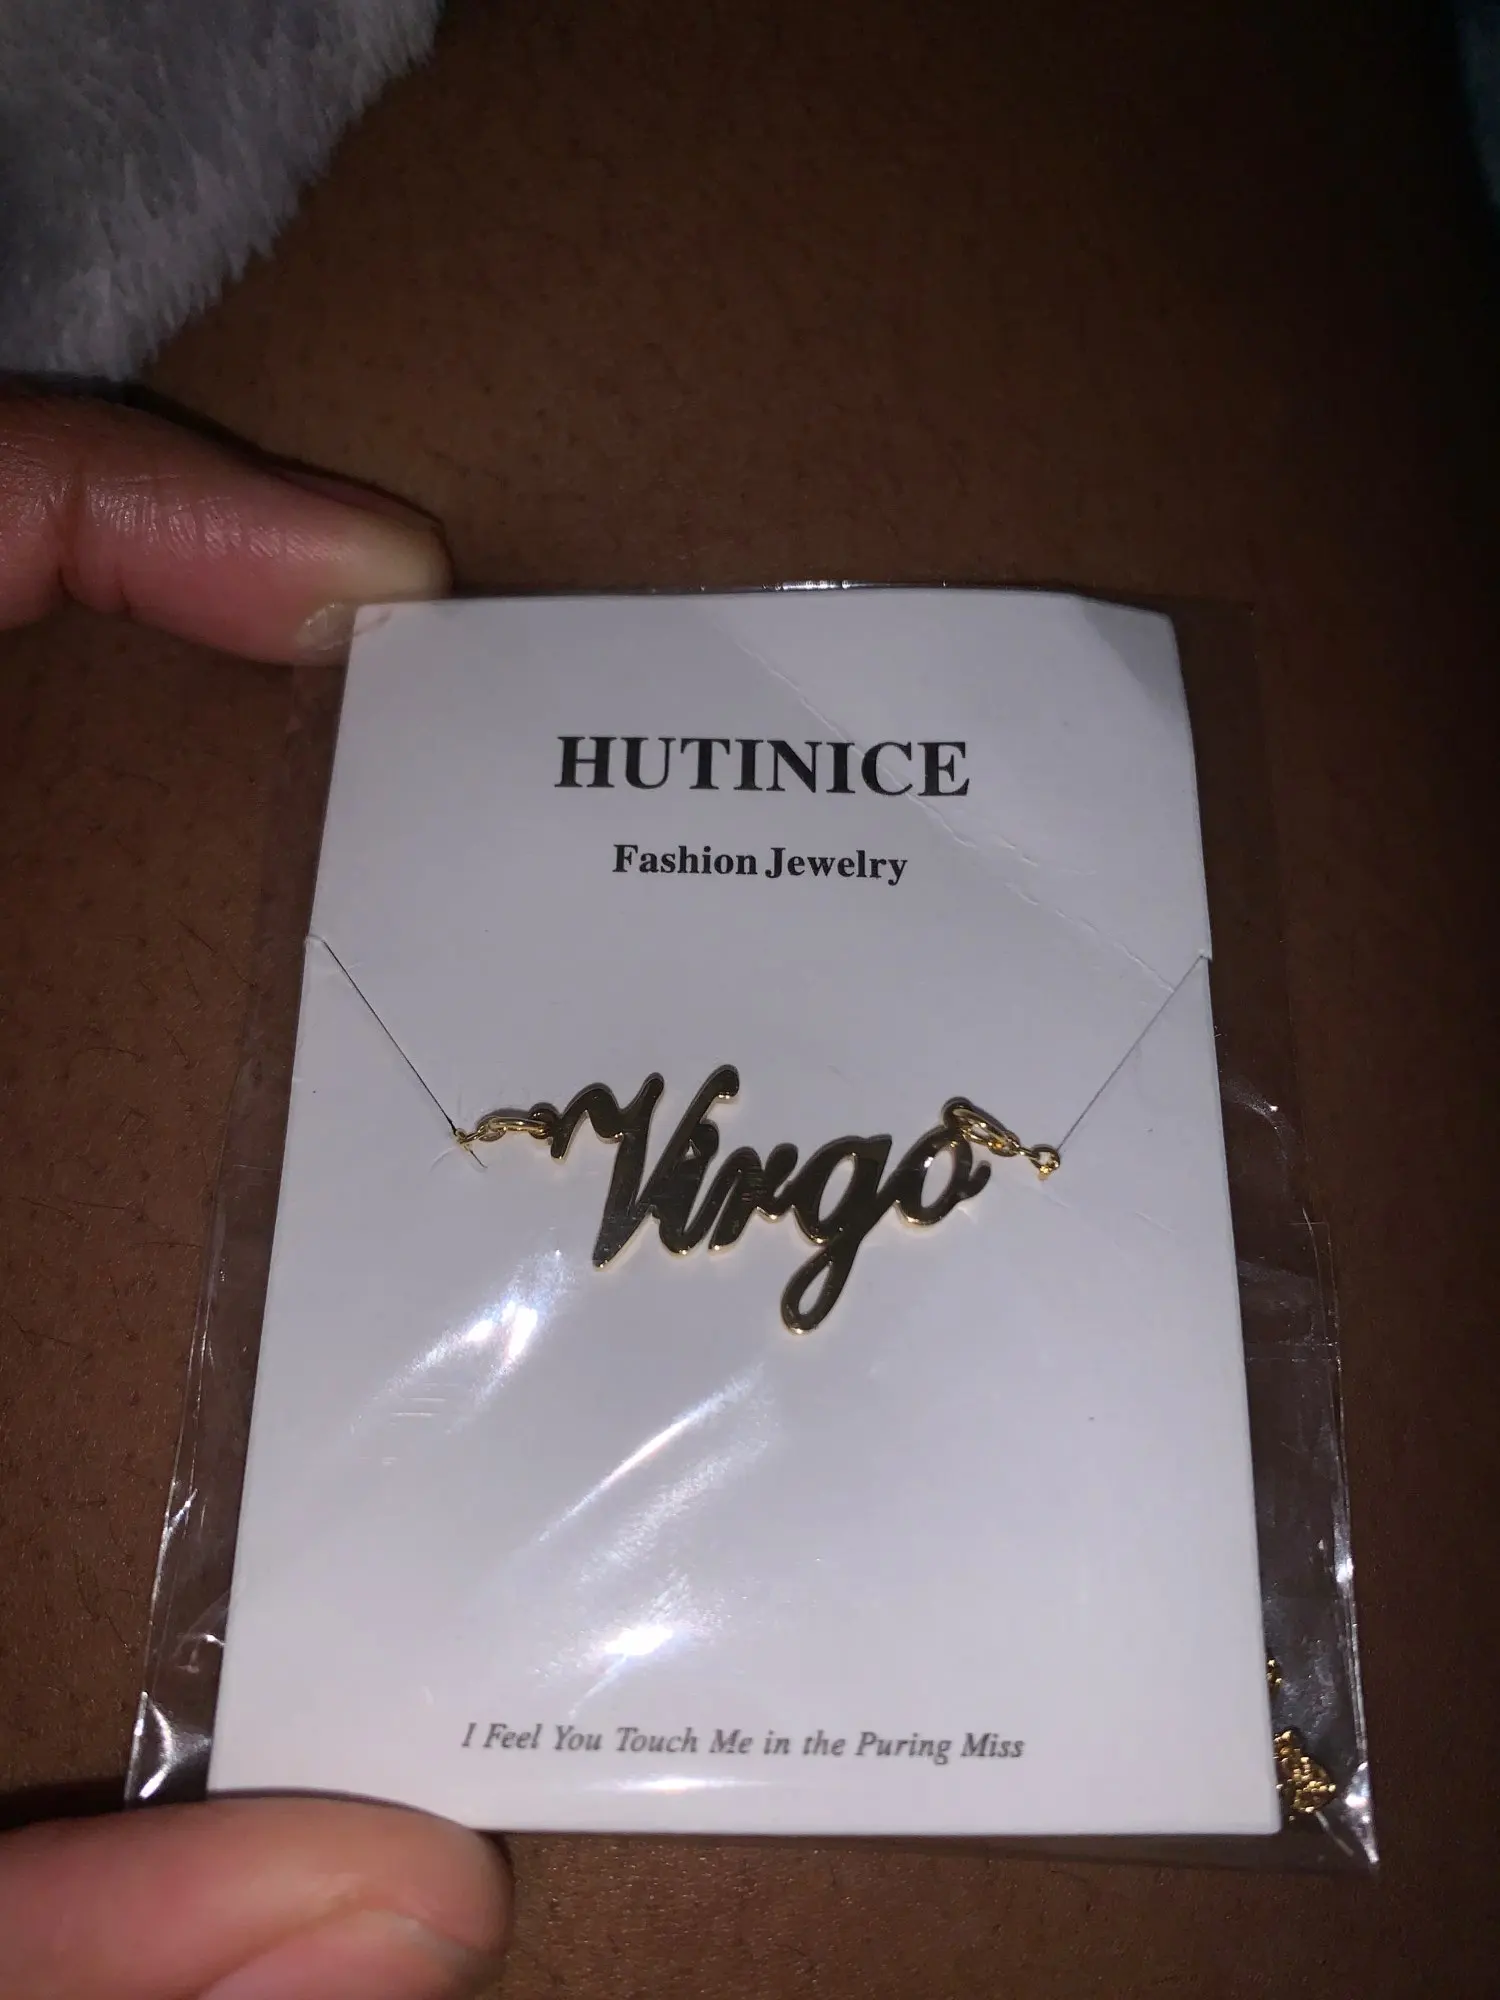 HUTINICE
Fashion Jewelry
Virgo
I Feel You Touch Me in the Puring Miss